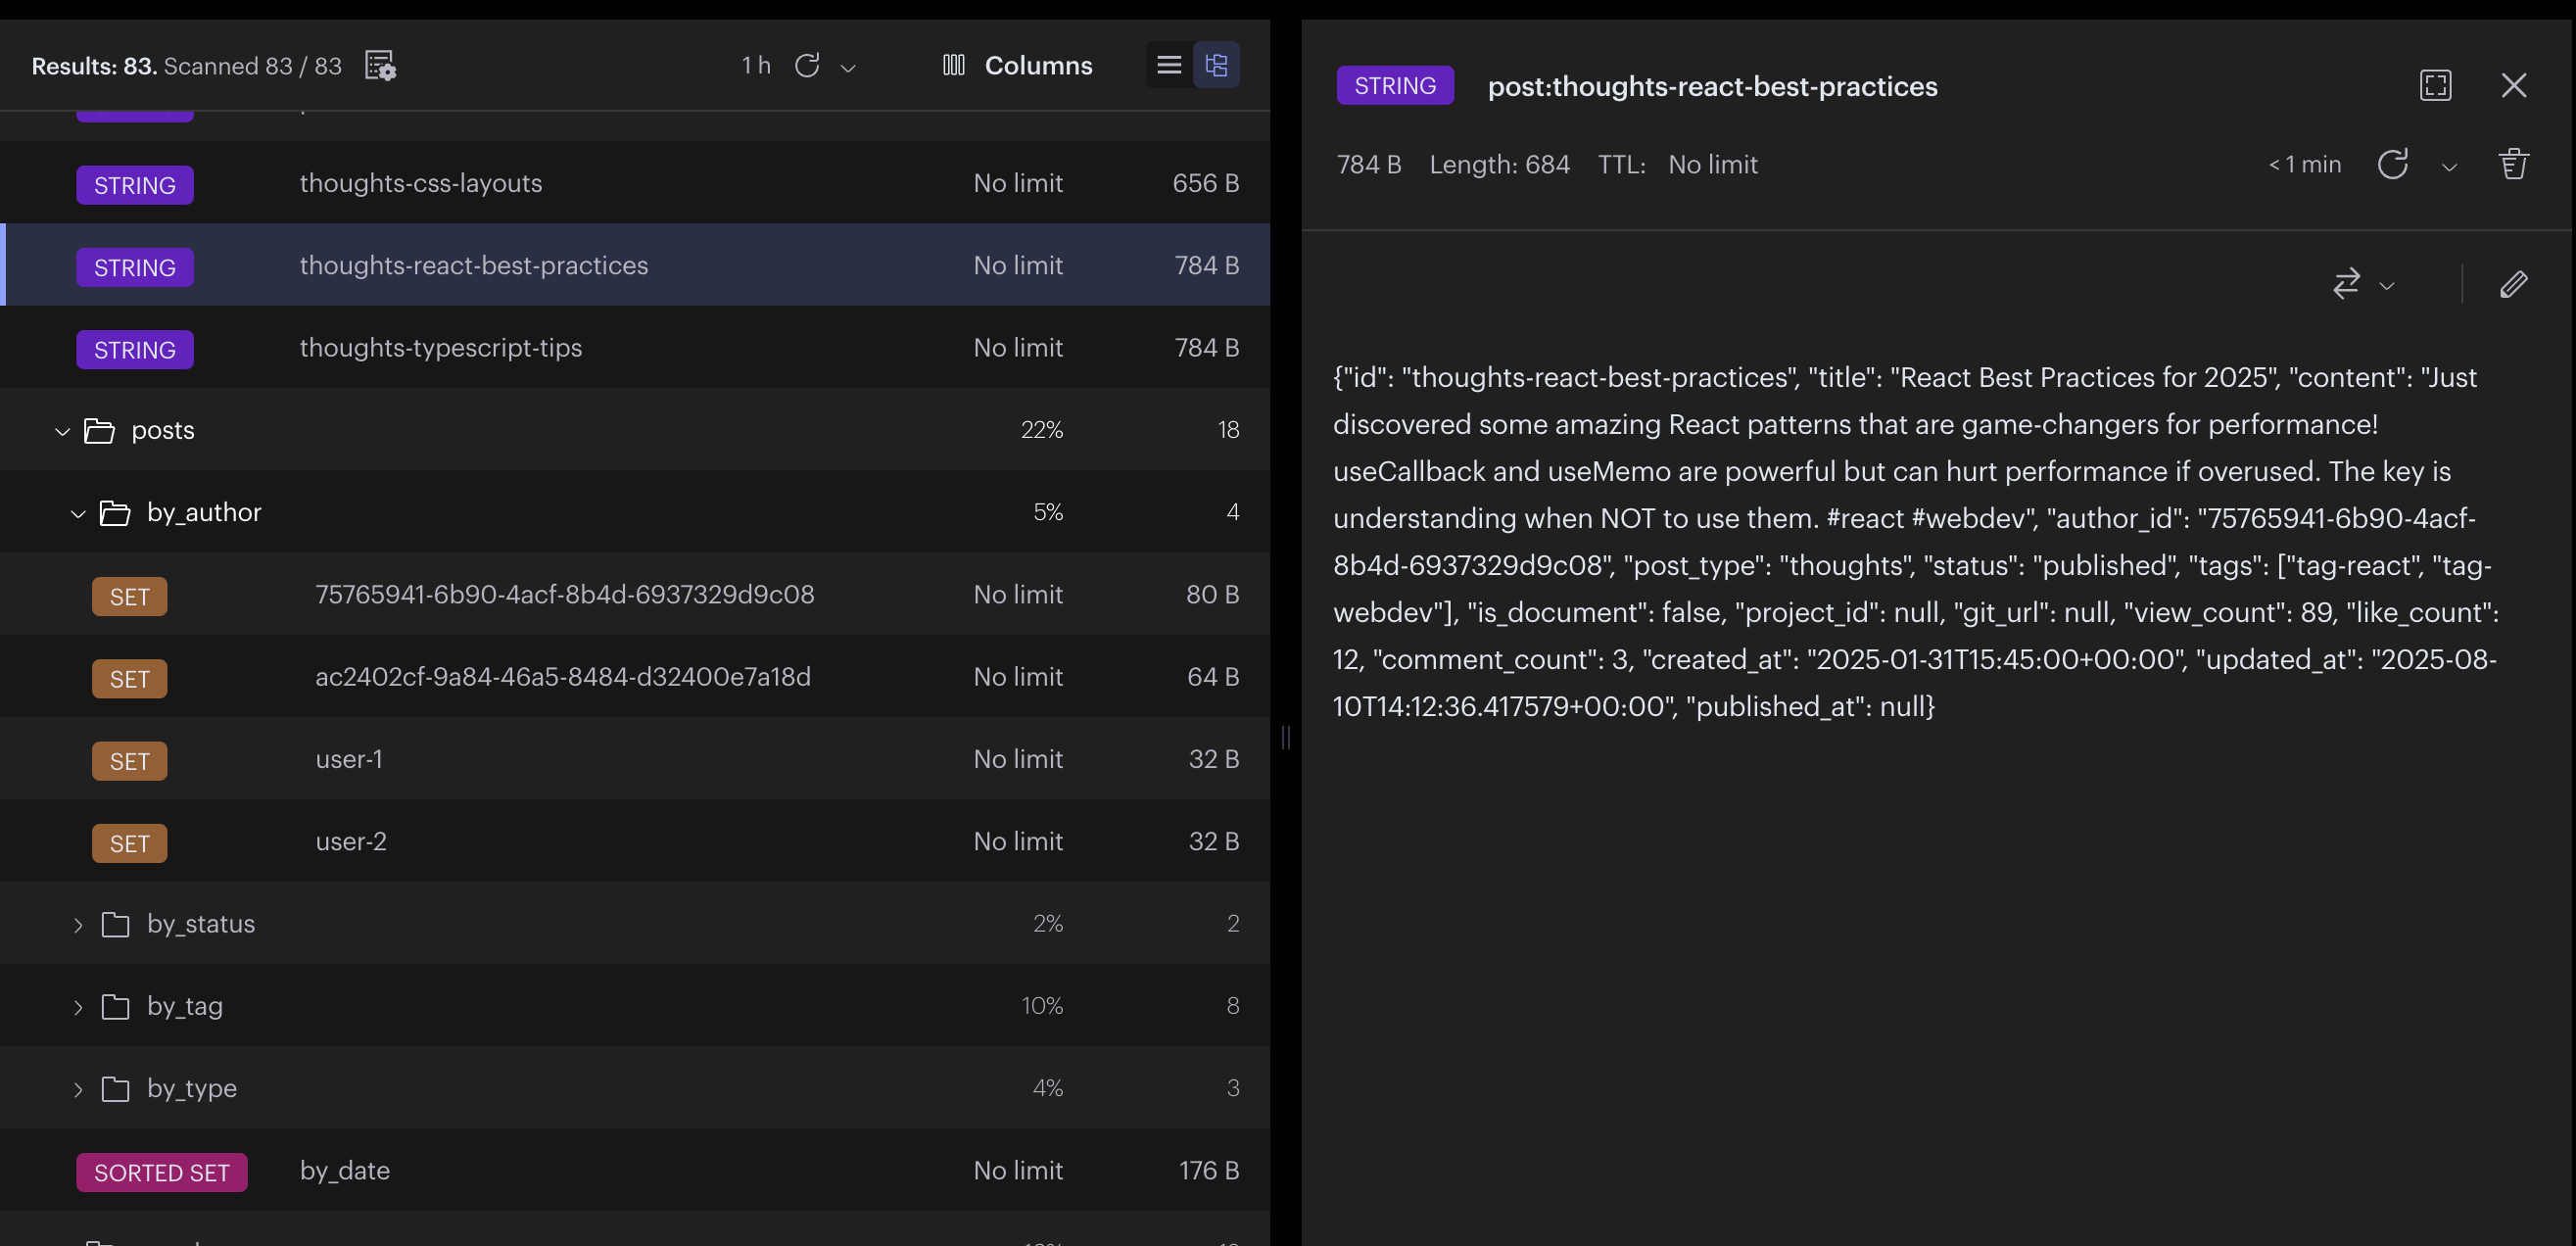 Results: 83. Scanned 83 / 83
1 h
Columns
STRING thoughts-css-layouts No limit 656 B
STRING thoughts-react-best-practices No limit 784 B
STRING thoughts-typescript-tips No limit 784 B
posts 22% 18
by_author 5% 4
SET 75765941-6b90-4acf-8b4d-6937329d9c08 No limit 80 B
SET ac2402cf-9a84-46a5-8484-d32400e7a18d No limit 64 B
SET user-1 No limit 32 B
SET user-2 No limit 32 B
by_status 2% 2
by_tag 10% 8
by_type 4% 3
SORTED SET by_date No limit 176 B
STRING post:thoughts-react-best-practices
784 B Length: 684 TTL: No limit < 1 min
{"id": "thoughts-react-best-practices", "title": "React Best Practices for 2025", "content": "Just
discovered some amazing React patterns that are game-changers for performance!
useCallback and useMemo are powerful but can hurt performance if overused. The key is
understanding when NOT to use them. #react #webdev", "author_id": "75765941-6b90-4acf-
8b4d-6937329d9c08", "post_type": "thoughts", "status": "published", "tags": ["tag-react", "tag-
webdev"], "is_document": false, "project_id": null, "git_url": null, "view_count": 89, "like_count":
12, "comment_count": 3, "created_at": "2025-01-31T15:45:00+00:00", "updated_at": "2025-08-
10T14:12:36.417579+00:00", "published_at": null}